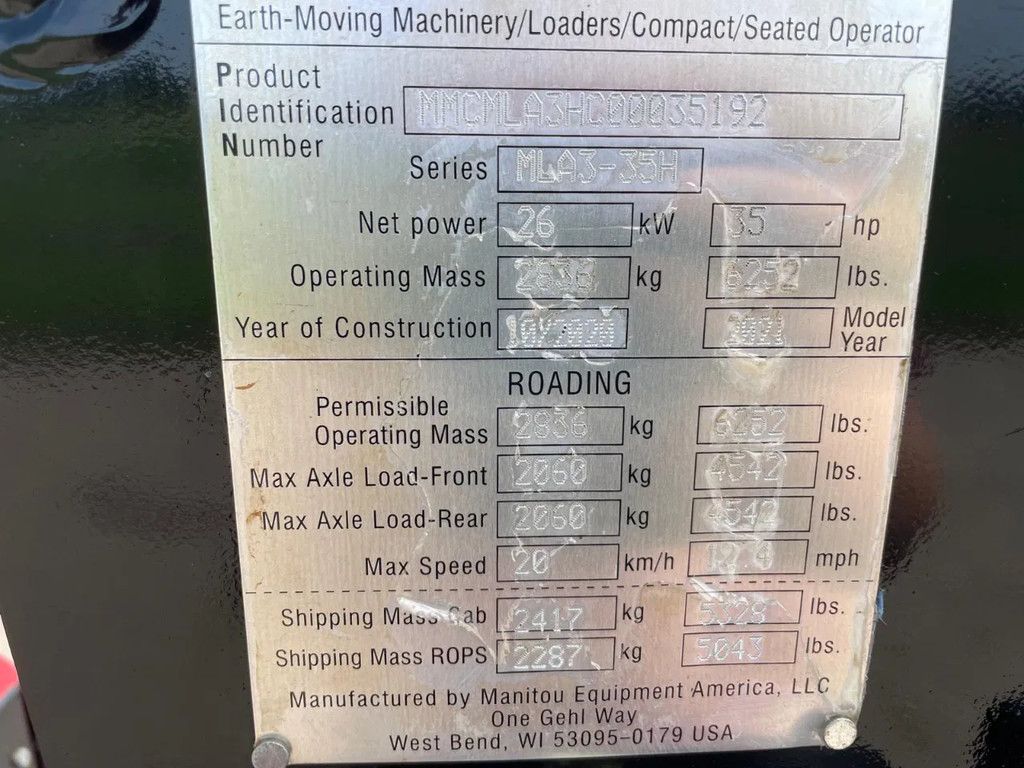 Earth-Moving Machinery/Loaders/Compact/Seated Operator
Product
Identification MMCMLA3HC00035192
Number
Series MLA3-35H
Net power 26 kW 35 hp
Operating Mass 2836 kg 6252 lbs.
Year of Construction 10/2020 2021 Model
Year
ROADING
Permissible
Operating Mass 2836 kg 6252 lbs.
Max Axle Load-Front 2060 kg 4542 lbs.
Max Axle Load-Rear 2060 kg 4542 lbs.
Max Speed 20 km/h 12.4 mph
Shipping Mass Cab 2417 kg 5328 lbs.
Shipping Mass ROPS 2287 kg 5043 lbs.
Manufactured by Manitou Equipment America, LLC
One Gehl Way
West Bend, WI 53095-0179 USA